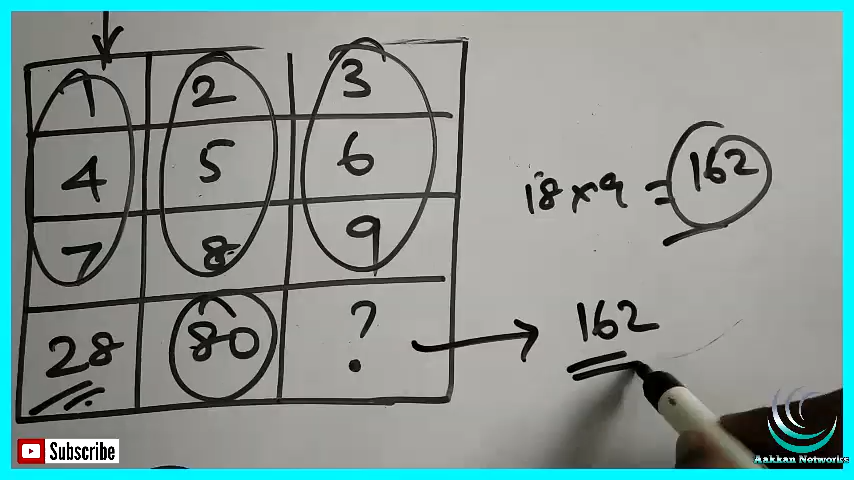 1 2 3
4 5 6
7 8 9
28 80 ?
18 × 9 = 162
162
Subscribe
Aakkan Networks